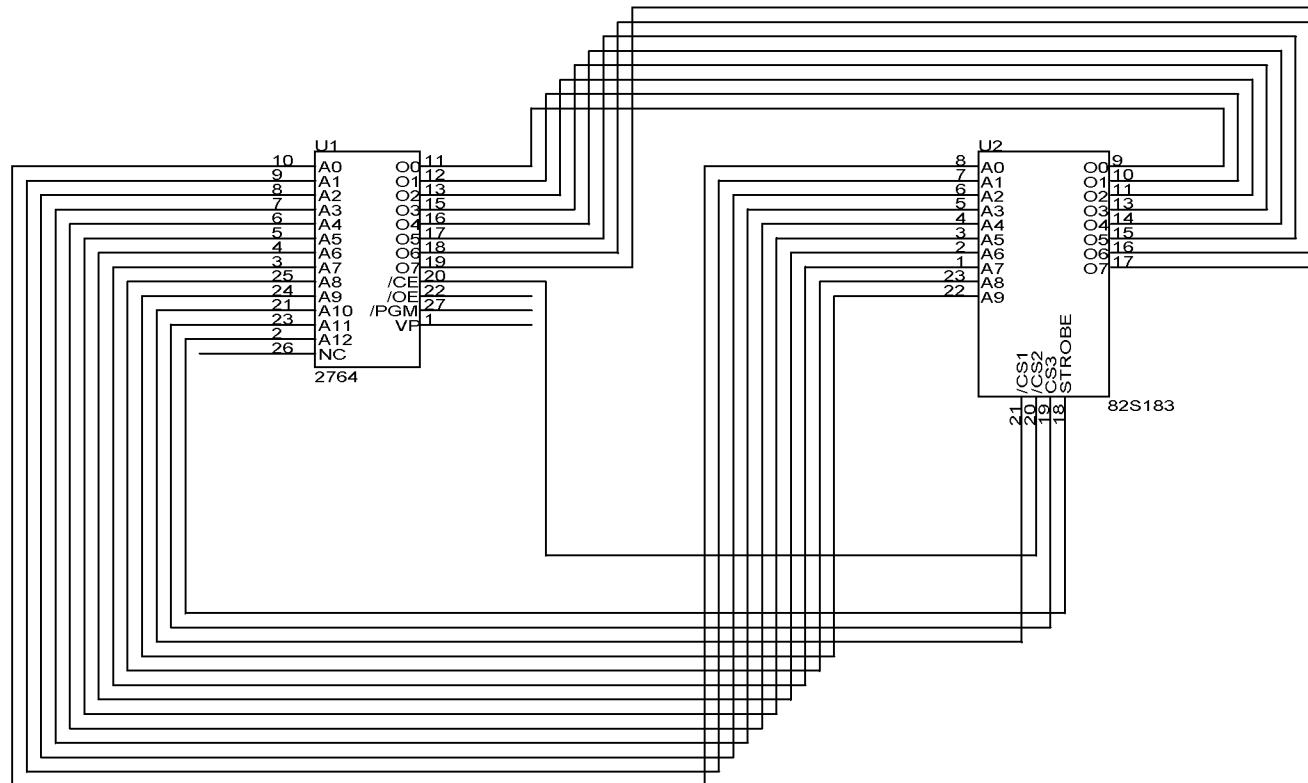 U1
10 A0 O0 11
9 A1 O1 12
8 A2 O2 13
7 A3 O3 15
6 A4 O4 16
5 A5 O5 17
4 A6 O6 18
3 A7 O7 19
25 A8 /CE 20
24 A9 /OE 22
21 A10 /PGM 27
23 A11 VP 1
2 A12
26 NC
2764
U2
8 A0 O0 9
7 A1 O1 10
6 A2 O2 11
5 A3 O3 13
4 A4 O4 14
3 A5 O5 15
2 A6 O6 16
1 A7 O7 17
23 A8
22 A9
/CS1 21
/CS2 20
CS3 19
STROBE 18
82S183